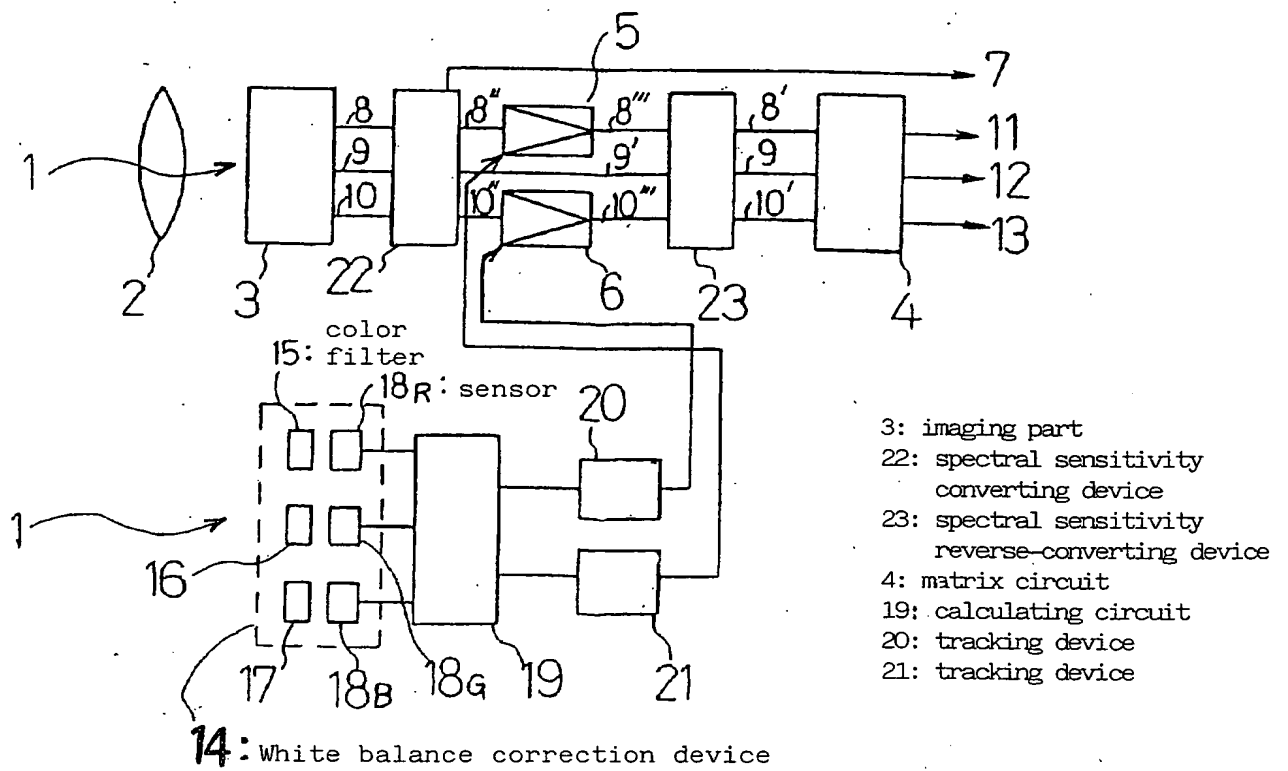 5
7
8 8" 8''' 8' 11
1 9 9' 9 12
10 10" 10''' 10' 13
2 3 22 6 23 4
color
15: filter
18R: sensor
20
3: imaging part
22: spectral sensitivity
converting device
23: spectral sensitivity
reverse-converting device
4: matrix circuit
19: calculating circuit
20: tracking device
21: tracking device
1
16
17 18B 18G 19 21
14: White balance correction device